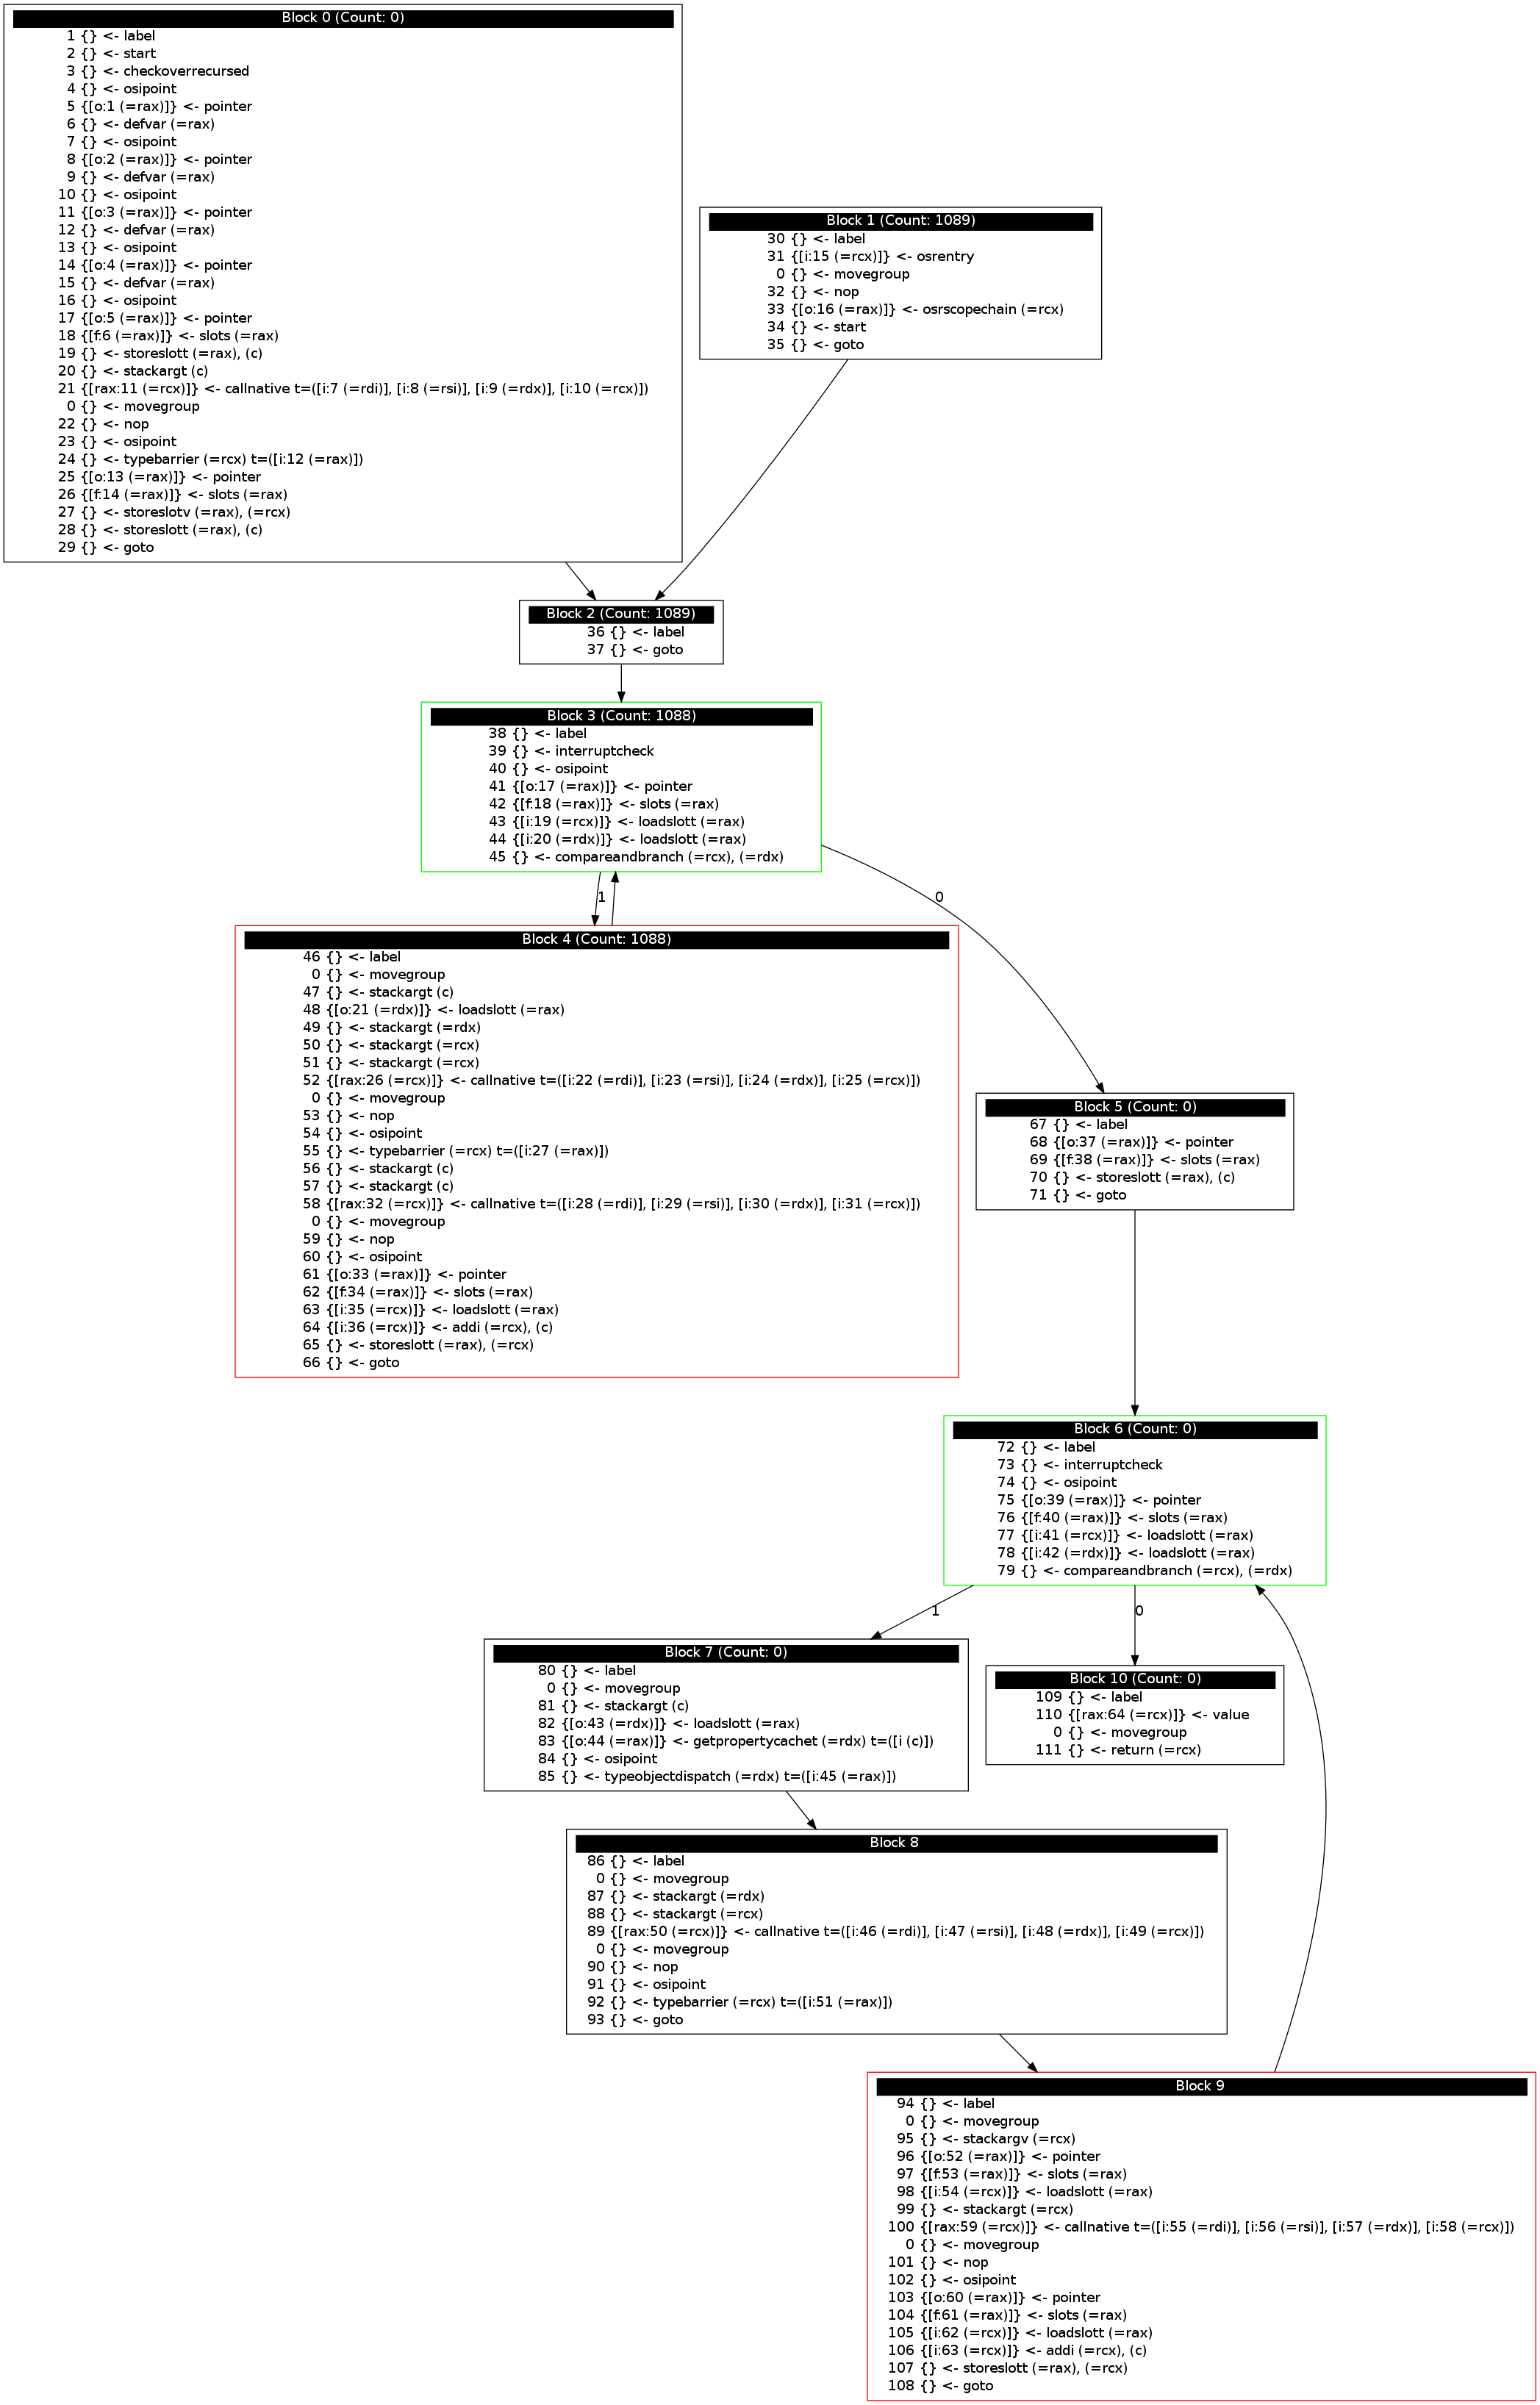 Block 0 (Count: 0)
1 {} <- label
2 {} <- start
3 {} <- checkoverrecursed
4 {} <- osipoint
5 {[o:1 (=rax)]} <- pointer
6 {} <- defvar (=rax)
7 {} <- osipoint
8 {[o:2 (=rax)]} <- pointer
9 {} <- defvar (=rax)
10 {} <- osipoint
11 {[o:3 (=rax)]} <- pointer
12 {} <- defvar (=rax)
13 {} <- osipoint
14 {[o:4 (=rax)]} <- pointer
15 {} <- defvar (=rax)
16 {} <- osipoint
17 {[o:5 (=rax)]} <- pointer
18 {[f:6 (=rax)]} <- slots (=rax)
19 {} <- storeslott (=rax), (c)
20 {} <- stackargt (c)
21 {[rax:11 (=rcx)]} <- callnative t=([i:7 (=rdi)], [i:8 (=rsi)], [i:9 (=rdx)], [i:10 (=rcx)])
0 {} <- movegroup
22 {} <- nop
23 {} <- osipoint
24 {} <- typebarrier (=rcx) t=([i:12 (=rax)])
25 {[o:13 (=rax)]} <- pointer
26 {[f:14 (=rax)]} <- slots (=rax)
27 {} <- storeslotv (=rax), (=rcx)
28 {} <- storeslott (=rax), (c)
29 {} <- goto
Block 1 (Count: 1089)
30 {} <- label
31 {[i:15 (=rcx)]} <- osrentry
0 {} <- movegroup
32 {} <- nop
33 {[o:16 (=rax)]} <- osrscopechain (=rcx)
34 {} <- start
35 {} <- goto
Block 2 (Count: 1089)
36 {} <- label
37 {} <- goto
Block 3 (Count: 1088)
38 {} <- label
39 {} <- interruptcheck
40 {} <- osipoint
41 {[o:17 (=rax)]} <- pointer
42 {[f:18 (=rax)]} <- slots (=rax)
43 {[i:19 (=rcx)]} <- loadslott (=rax)
44 {[i:20 (=rdx)]} <- loadslott (=rax)
45 {} <- compareandbranch (=rcx), (=rdx)
1
0
Block 4 (Count: 1088)
46 {} <- label
0 {} <- movegroup
47 {} <- stackargt (c)
48 {[o:21 (=rdx)]} <- loadslott (=rax)
49 {} <- stackargt (=rdx)
50 {} <- stackargt (=rcx)
51 {} <- stackargt (=rcx)
52 {[rax:26 (=rcx)]} <- callnative t=([i:22 (=rdi)], [i:23 (=rsi)], [i:24 (=rdx)], [i:25 (=rcx)])
0 {} <- movegroup
53 {} <- nop
54 {} <- osipoint
55 {} <- typebarrier (=rcx) t=([i:27 (=rax)])
56 {} <- stackargt (c)
57 {} <- stackargt (c)
58 {[rax:32 (=rcx)]} <- callnative t=([i:28 (=rdi)], [i:29 (=rsi)], [i:30 (=rdx)], [i:31 (=rcx)])
0 {} <- movegroup
59 {} <- nop
60 {} <- osipoint
61 {[o:33 (=rax)]} <- pointer
62 {[f:34 (=rax)]} <- slots (=rax)
63 {[i:35 (=rcx)]} <- loadslott (=rax)
64 {[i:36 (=rcx)]} <- addi (=rcx), (c)
65 {} <- storeslott (=rax), (=rcx)
66 {} <- goto
Block 5 (Count: 0)
67 {} <- label
68 {[o:37 (=rax)]} <- pointer
69 {[f:38 (=rax)]} <- slots (=rax)
70 {} <- storeslott (=rax), (c)
71 {} <- goto
Block 6 (Count: 0)
72 {} <- label
73 {} <- interruptcheck
74 {} <- osipoint
75 {[o:39 (=rax)]} <- pointer
76 {[f:40 (=rax)]} <- slots (=rax)
77 {[i:41 (=rcx)]} <- loadslott (=rax)
78 {[i:42 (=rdx)]} <- loadslott (=rax)
79 {} <- compareandbranch (=rcx), (=rdx)
1
0
Block 7 (Count: 0)
80 {} <- label
0 {} <- movegroup
81 {} <- stackargt (c)
82 {[o:43 (=rdx)]} <- loadslott (=rax)
83 {[o:44 (=rax)]} <- getpropertycachet (=rdx) t=([i (c)])
84 {} <- osipoint
85 {} <- typeobjectdispatch (=rdx) t=([i:45 (=rax)])
Block 10 (Count: 0)
109 {} <- label
110 {[rax:64 (=rcx)]} <- value
0 {} <- movegroup
111 {} <- return (=rcx)
Block 8
86 {} <- label
0 {} <- movegroup
87 {} <- stackargt (=rdx)
88 {} <- stackargt (=rcx)
89 {[rax:50 (=rcx)]} <- callnative t=([i:46 (=rdi)], [i:47 (=rsi)], [i:48 (=rdx)], [i:49 (=rcx)])
0 {} <- movegroup
90 {} <- nop
91 {} <- osipoint
92 {} <- typebarrier (=rcx) t=([i:51 (=rax)])
93 {} <- goto
Block 9
94 {} <- label
0 {} <- movegroup
95 {} <- stackargv (=rcx)
96 {[o:52 (=rax)]} <- pointer
97 {[f:53 (=rax)]} <- slots (=rax)
98 {[i:54 (=rcx)]} <- loadslott (=rax)
99 {} <- stackargt (=rcx)
100 {[rax:59 (=rcx)]} <- callnative t=([i:55 (=rdi)], [i:56 (=rsi)], [i:57 (=rdx)], [i:58 (=rcx)])
0 {} <- movegroup
101 {} <- nop
102 {} <- osipoint
103 {[o:60 (=rax)]} <- pointer
104 {[f:61 (=rax)]} <- slots (=rax)
105 {[i:62 (=rcx)]} <- loadslott (=rax)
106 {[i:63 (=rcx)]} <- addi (=rcx), (c)
107 {} <- storeslott (=rax), (=rcx)
108 {} <- goto